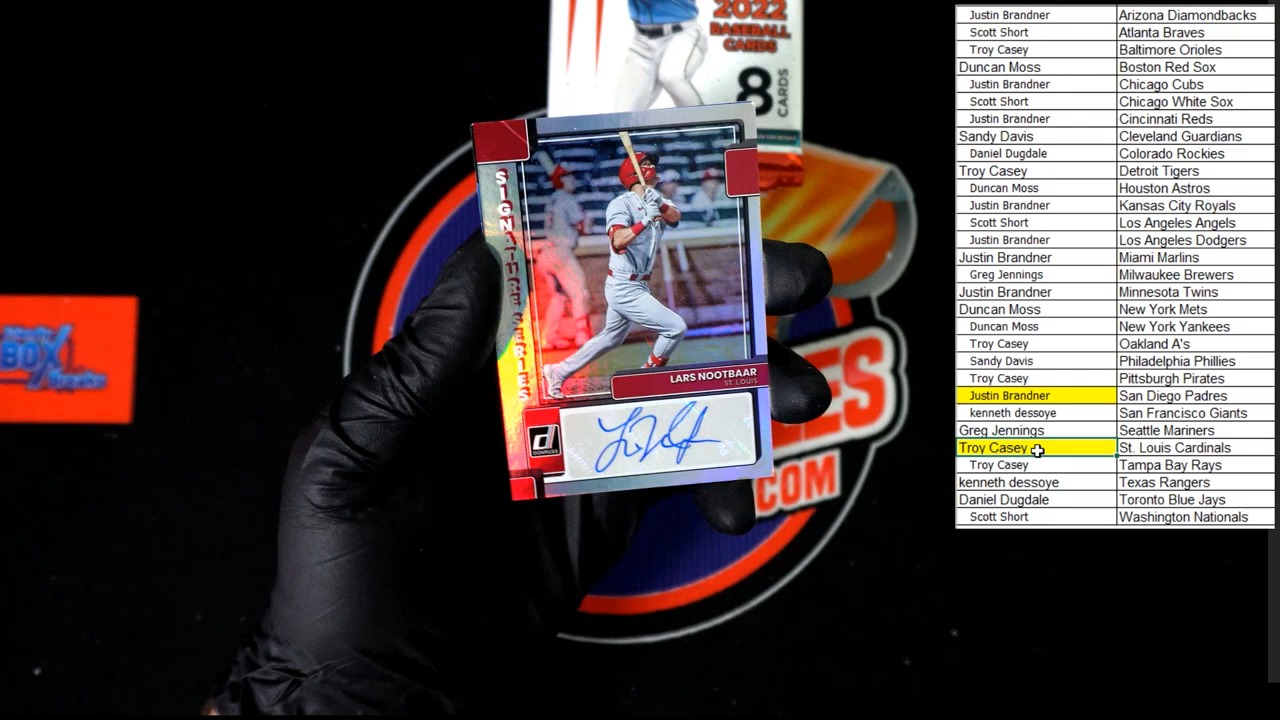 2022
BASEBALL
CARDS
8
CARDS
SIGNATURE SERIES
LARS NOOTBAAR
ST. LOUIS
d
DONRUSS
BOX
Breaks
ES
.COM
Justin Brandner Arizona Diamondbacks
Scott Short Atlanta Braves
Troy Casey Baltimore Orioles
Duncan Moss Boston Red Sox
Justin Brandner Chicago Cubs
Scott Short Chicago White Sox
Justin Brandner Cincinnati Reds
Sandy Davis Cleveland Guardians
Daniel Dugdale Colorado Rockies
Troy Casey Detroit Tigers
Duncan Moss Houston Astros
Justin Brandner Kansas City Royals
Scott Short Los Angeles Angels
Justin Brandner Los Angeles Dodgers
Justin Brandner Miami Marlins
Greg Jennings Milwaukee Brewers
Justin Brandner Minnesota Twins
Duncan Moss New York Mets
Duncan Moss New York Yankees
Troy Casey Oakland A's
Sandy Davis Philadelphia Phillies
Troy Casey Pittsburgh Pirates
Justin Brandner San Diego Padres
kenneth dessoye San Francisco Giants
Greg Jennings Seattle Mariners
Troy Casey St. Louis Cardinals
Troy Casey Tampa Bay Rays
kenneth dessoye Texas Rangers
Daniel Dugdale Toronto Blue Jays
Scott Short Washington Nationals